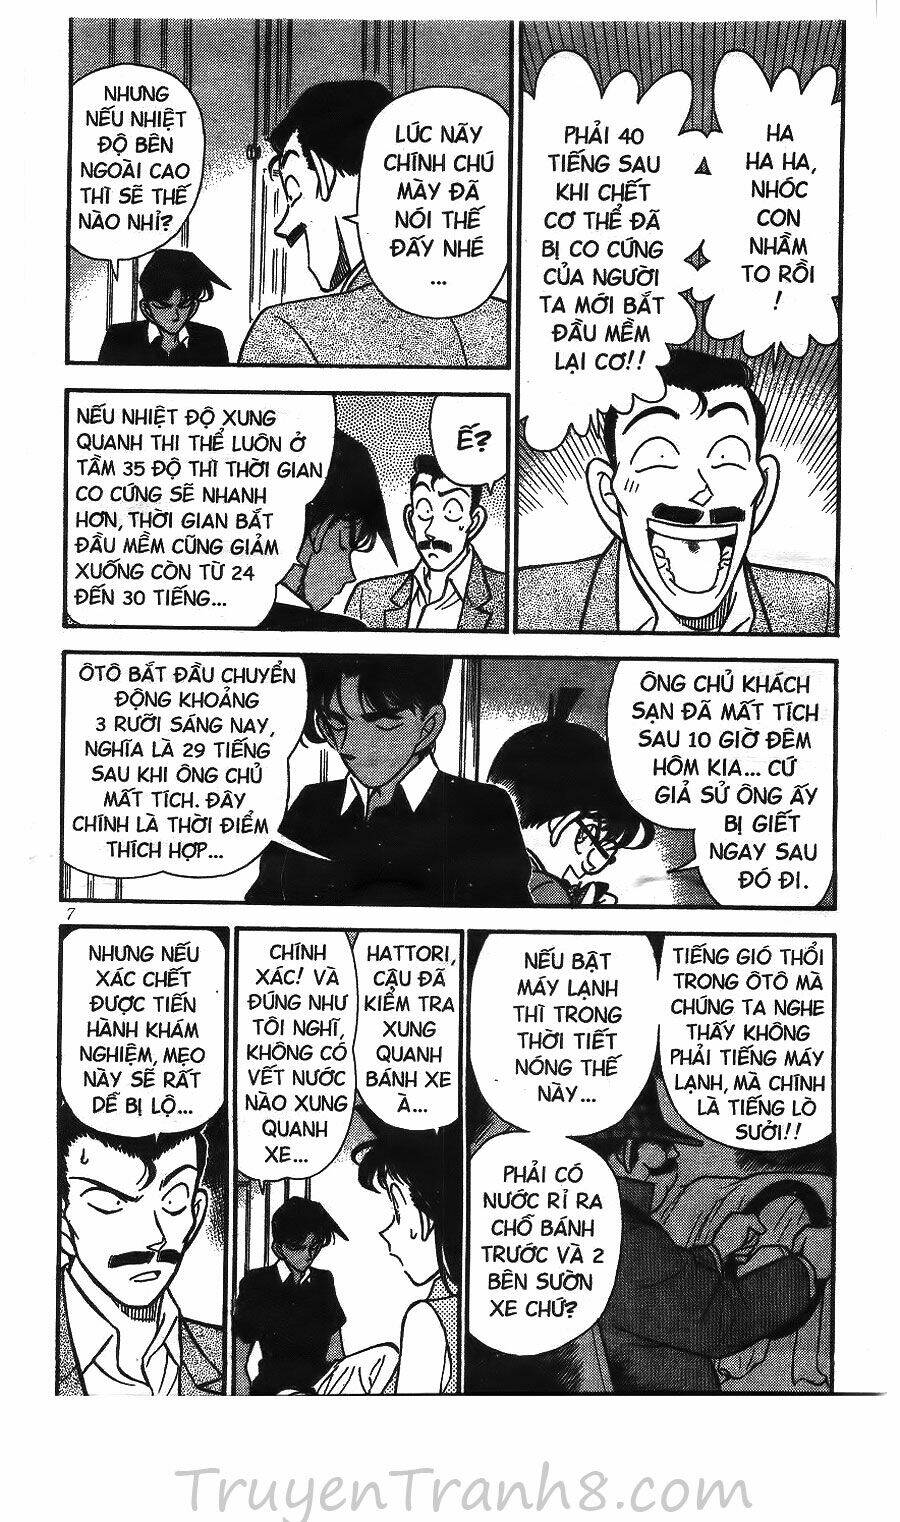 HA
HA HA,
NHÓC
CON
NHẦM
TO RỒI
!
PHẢI 40
TIẾNG SAU
KHI CHẾT
CƠ THỂ ĐÃ
BỊ CO CỨNG
CỦA NGƯỜI
TA MỚI BẮT
ĐẦU MỀM
LẠI CƠ!!
LÚC NÃY
CHÍNH CHÚ
MÀY ĐÃ
NÓI THẾ
ĐẤY NHÉ
...
NHƯNG
NẾU NHIỆT
ĐỘ BÊN
NGOÀI CAO
THÌ SẼ THẾ
NÀO NHỈ?
Ế?
NẾU NHIỆT ĐỘ XUNG
QUANH THI THỂ LUÔN Ở
TẦM 35 ĐỘ THÌ THỜI GIAN
CO CỨNG SẼ NHANH
HƠN, THỜI GIAN BẮT
ĐẦU MỀM CŨNG GIẢM
XUỐNG CÒN TỪ 24
ĐẾN 30 TIẾNG...
ÔNG CHỦ KHÁCH
SẠN ĐÃ MẤT TÍCH
SAU 10 GIỜ ĐÊM
HÔM KIA... CỨ
GIẢ SỬ ÔNG ẤY
BỊ GIẾT
NGAY SAU
ĐÓ ĐI.
ÔTÔ BẮT ĐẦU CHUYỂN
ĐỘNG KHOẢNG
3 RƯỠI SÁNG NAY,
NGHĨA LÀ 29 TIẾNG
SAU KHI ÔNG CHỦ
MẤT TÍCH. ĐÂY
CHÍNH LÀ THỜI ĐIỂM
THÍCH HỢP...
7
TIẾNG GIÓ THỔI
TRONG ÔTÔ MÀ
CHÚNG TA NGHE
THẤY KHÔNG
PHẢI TIẾNG MÁY
LẠNH, MÀ CHÍNH
LÀ TIẾNG LÒ
SƯỞI!!
NẾU BẬT
MÁY LẠNH
THÌ TRONG
THỜI TIẾT
NÓNG THẾ
NÀY...
PHẢI CÓ
NƯỚC RỈ RA
CHỖ BÁNH
TRƯỚC VÀ 2
BÊN SƯỜN
XE CHỨ?
HATTORI,
CẬU ĐÃ
KIỂM TRA
XUNG
QUANH
BÁNH XE
À...
CHÍNH
XÁC! VÀ
ĐÚNG NHƯ
TÔI NGHĨ,
KHÔNG CÓ
VẾT NƯỚC
NÀO XUNG
QUANH
XE...
NHƯNG NẾU
XÁC CHẾT
ĐƯỢC TIẾN
HÀNH KHÁM
NGHIỆM, MẸO
NÀY SẼ RẤT
DỄ BỊ LỘ...
TruyenTranh8.com